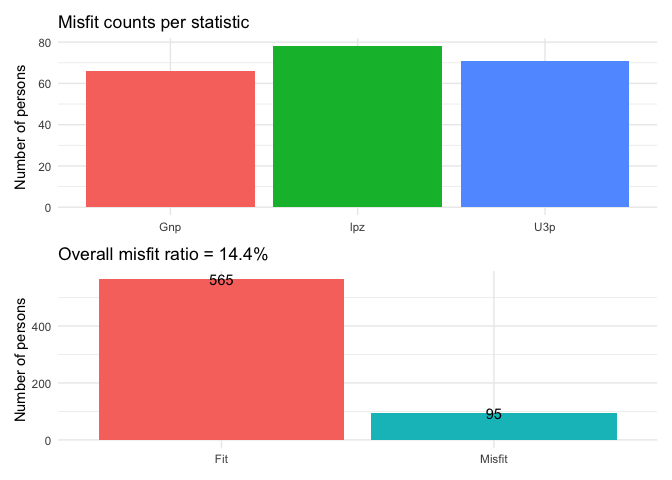 Misfit counts per statistic
Number of persons
80
60
40
20
0
Gnp
lpz
U3p
Overall misfit ratio = 14.4%
Number of persons
400
200
0
565
95
Fit
Misfit